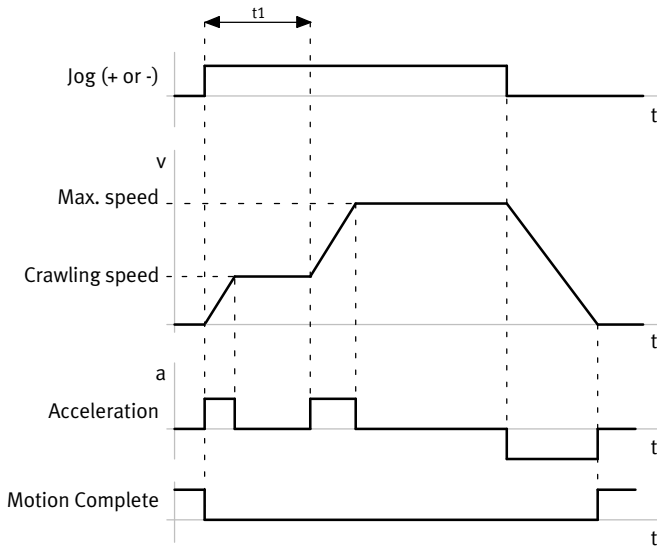 t1
Jog (+ or -)
t
v
Max. speed
Crawling speed
t
a
Acceleration
t
Motion Complete
t